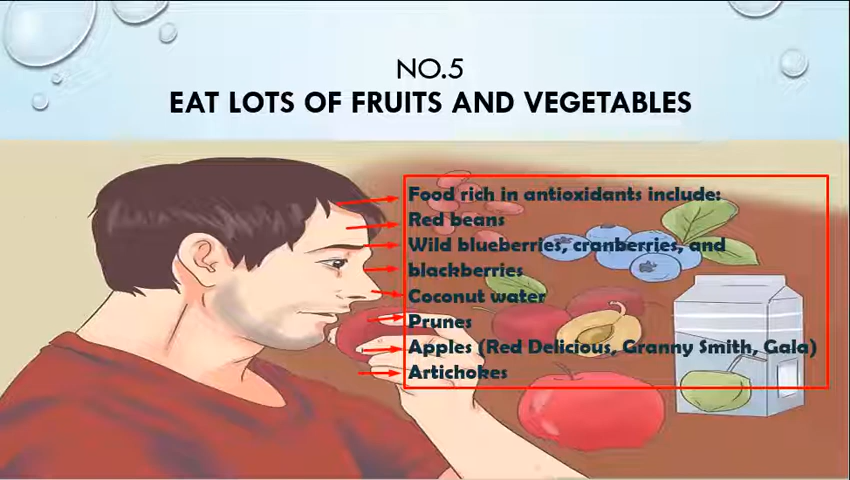 NO.5
EAT LOTS OF FRUITS AND VEGETABLES
Food rich in antioxidants include:
Red beans
Wild blueberries, cranberries, and
blackberries
Coconut water
Prunes
Apples (Red Delicious, Granny Smith, Gala)
Artichokes